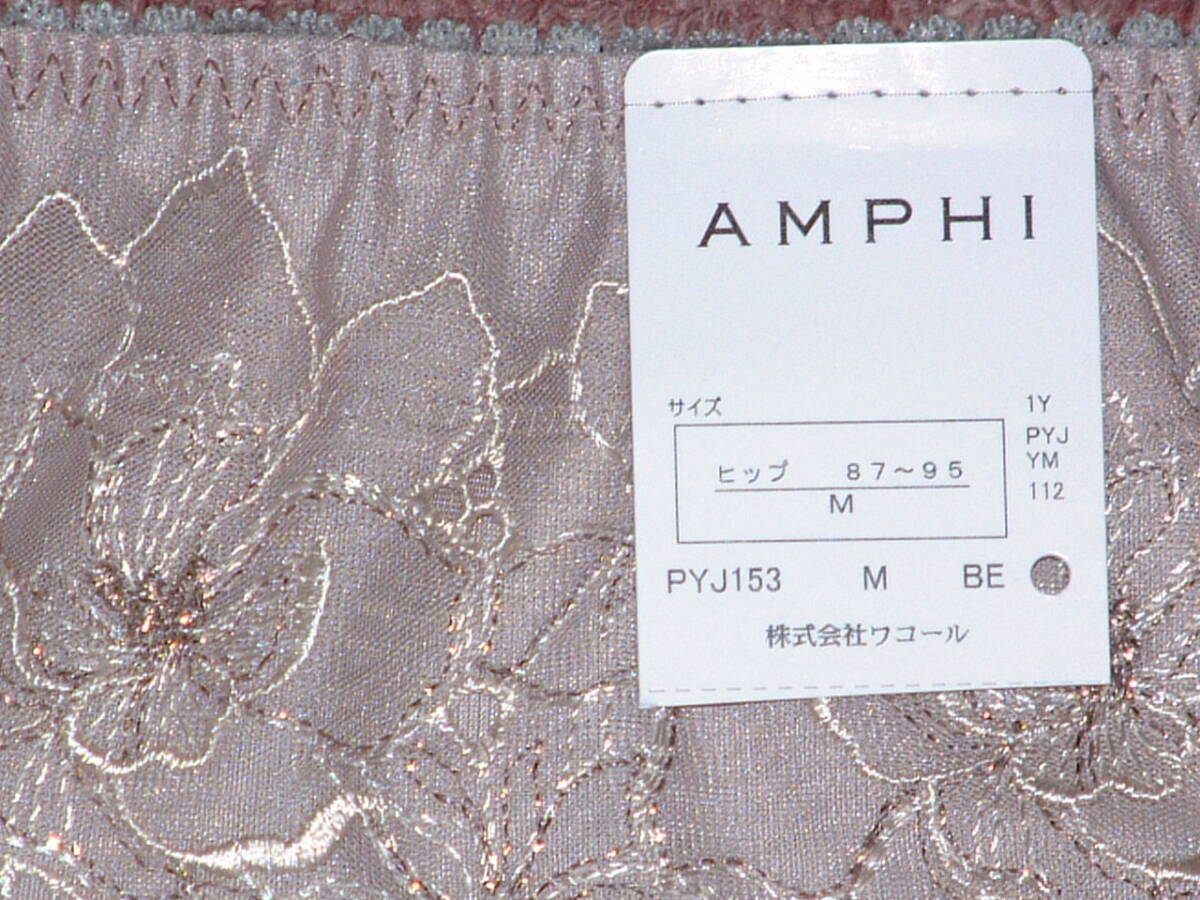 AMPHI
サイズ
ヒップ 87～95
M
1Y
PYJ
YM
112
PYJ153 M BE
株式会社ワコール